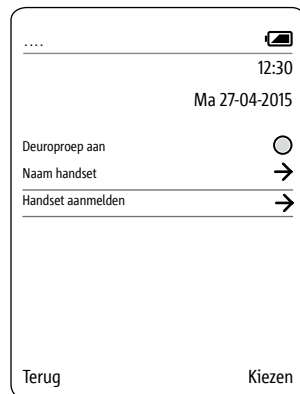 ....
12:30
Ma 27-04-2015
Deuroproep aan
Naam handset
Handset aanmelden
Terug Kiezen